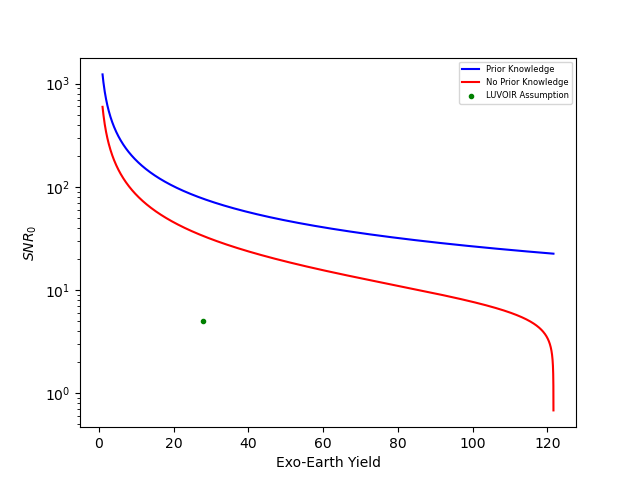 Prior Knowledge
No Prior Knowledge
LUVOIR Assumption
10³
10²
10¹
10⁰
SNR₀
0 20 40 60 80 100 120
Exo-Earth Yield